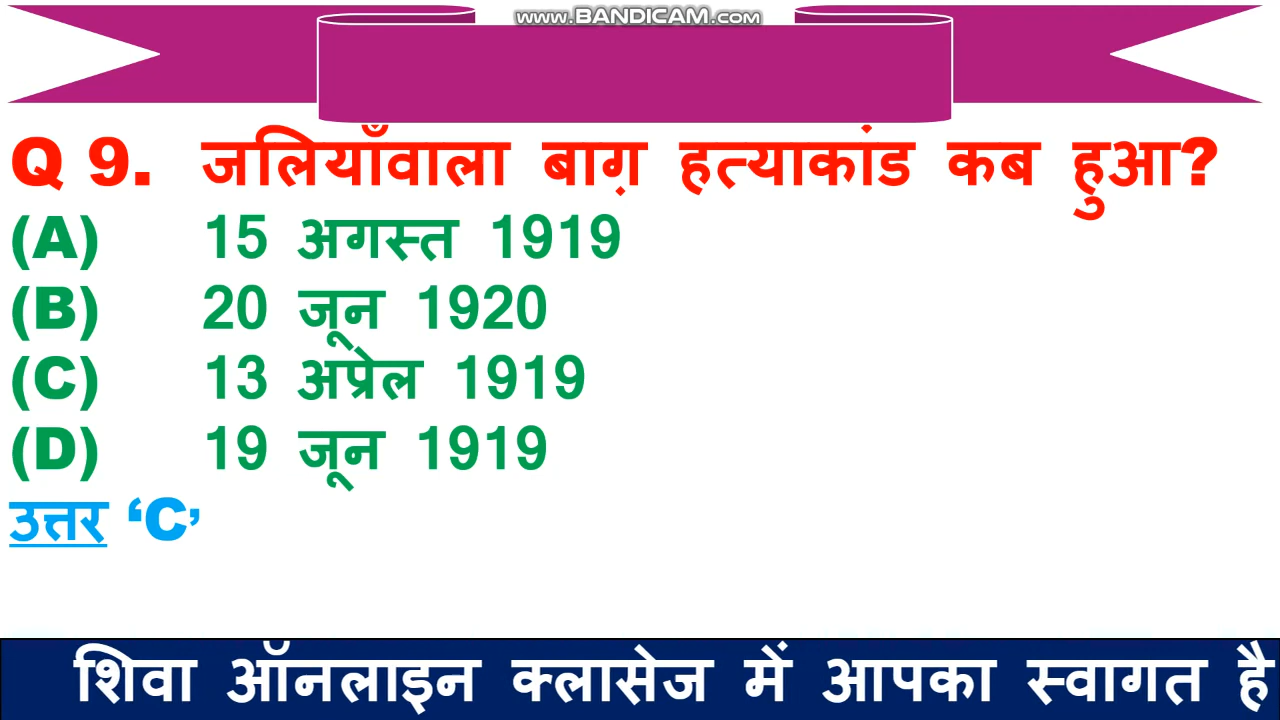 www.BANDICAM.com
Q 9. जलियाँवाला बाग़ हत्याकांड कब हुआ?
(A) 15 अगस्त 1919
(B) 20 जून 1920
(C) 13 अप्रेल 1919
(D) 19 जून 1919
उत्तर ‘C’
शिवा ऑनलाइन क्लासेज में आपका स्वागत है